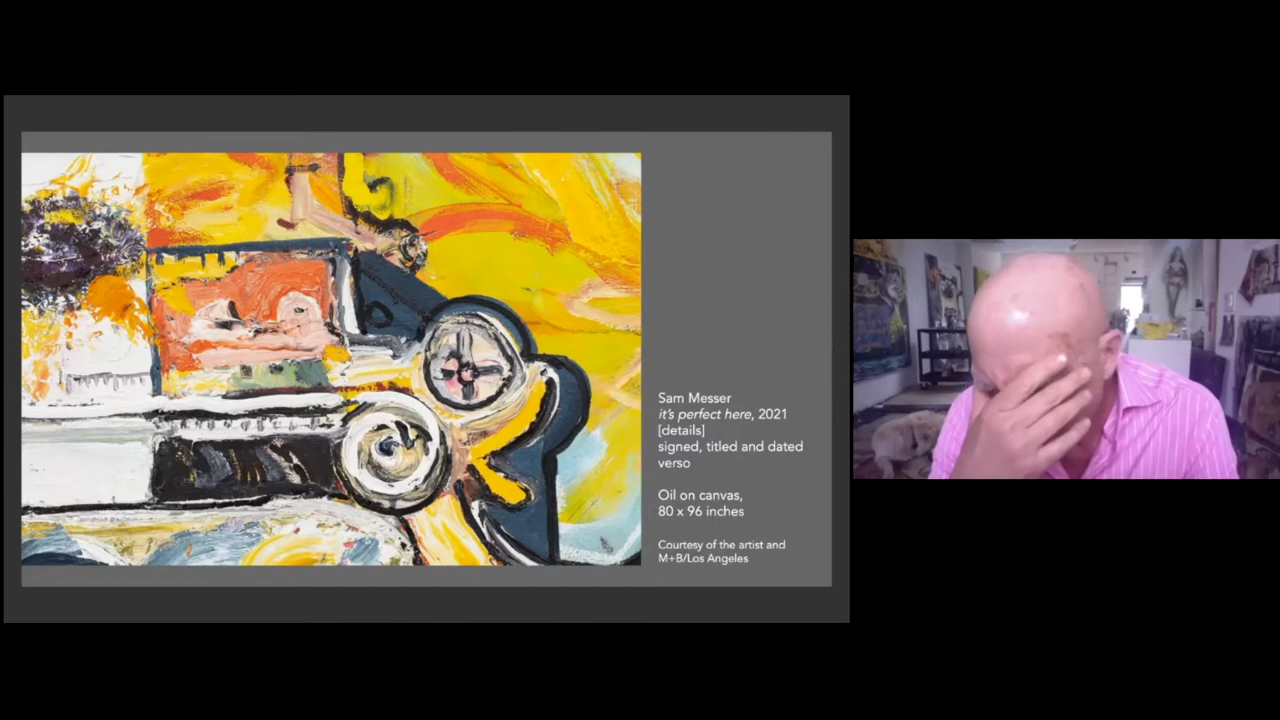 Sam Messer
it's perfect here, 2021
[details]
signed, titled and dated
verso
Oil on canvas,
80 x 96 inches
Courtesy of the artist and
M+B/Los Angeles